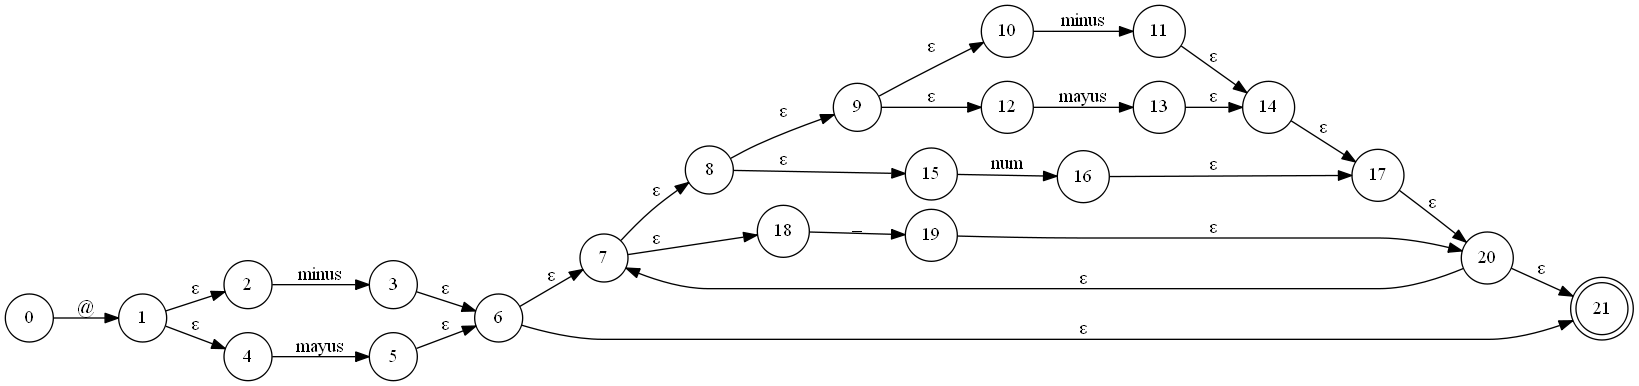 10 minus 11
ε ε
9 ε 12 mayus 13 ε 14
ε ε
8 ε 15 num 16 ε 17
ε ε
7 ε 18 _ 19 ε 20
ε ε ε
0 @ 1 ε 2 minus 3 ε 6 21
ε 4 mayus 5 ε ε